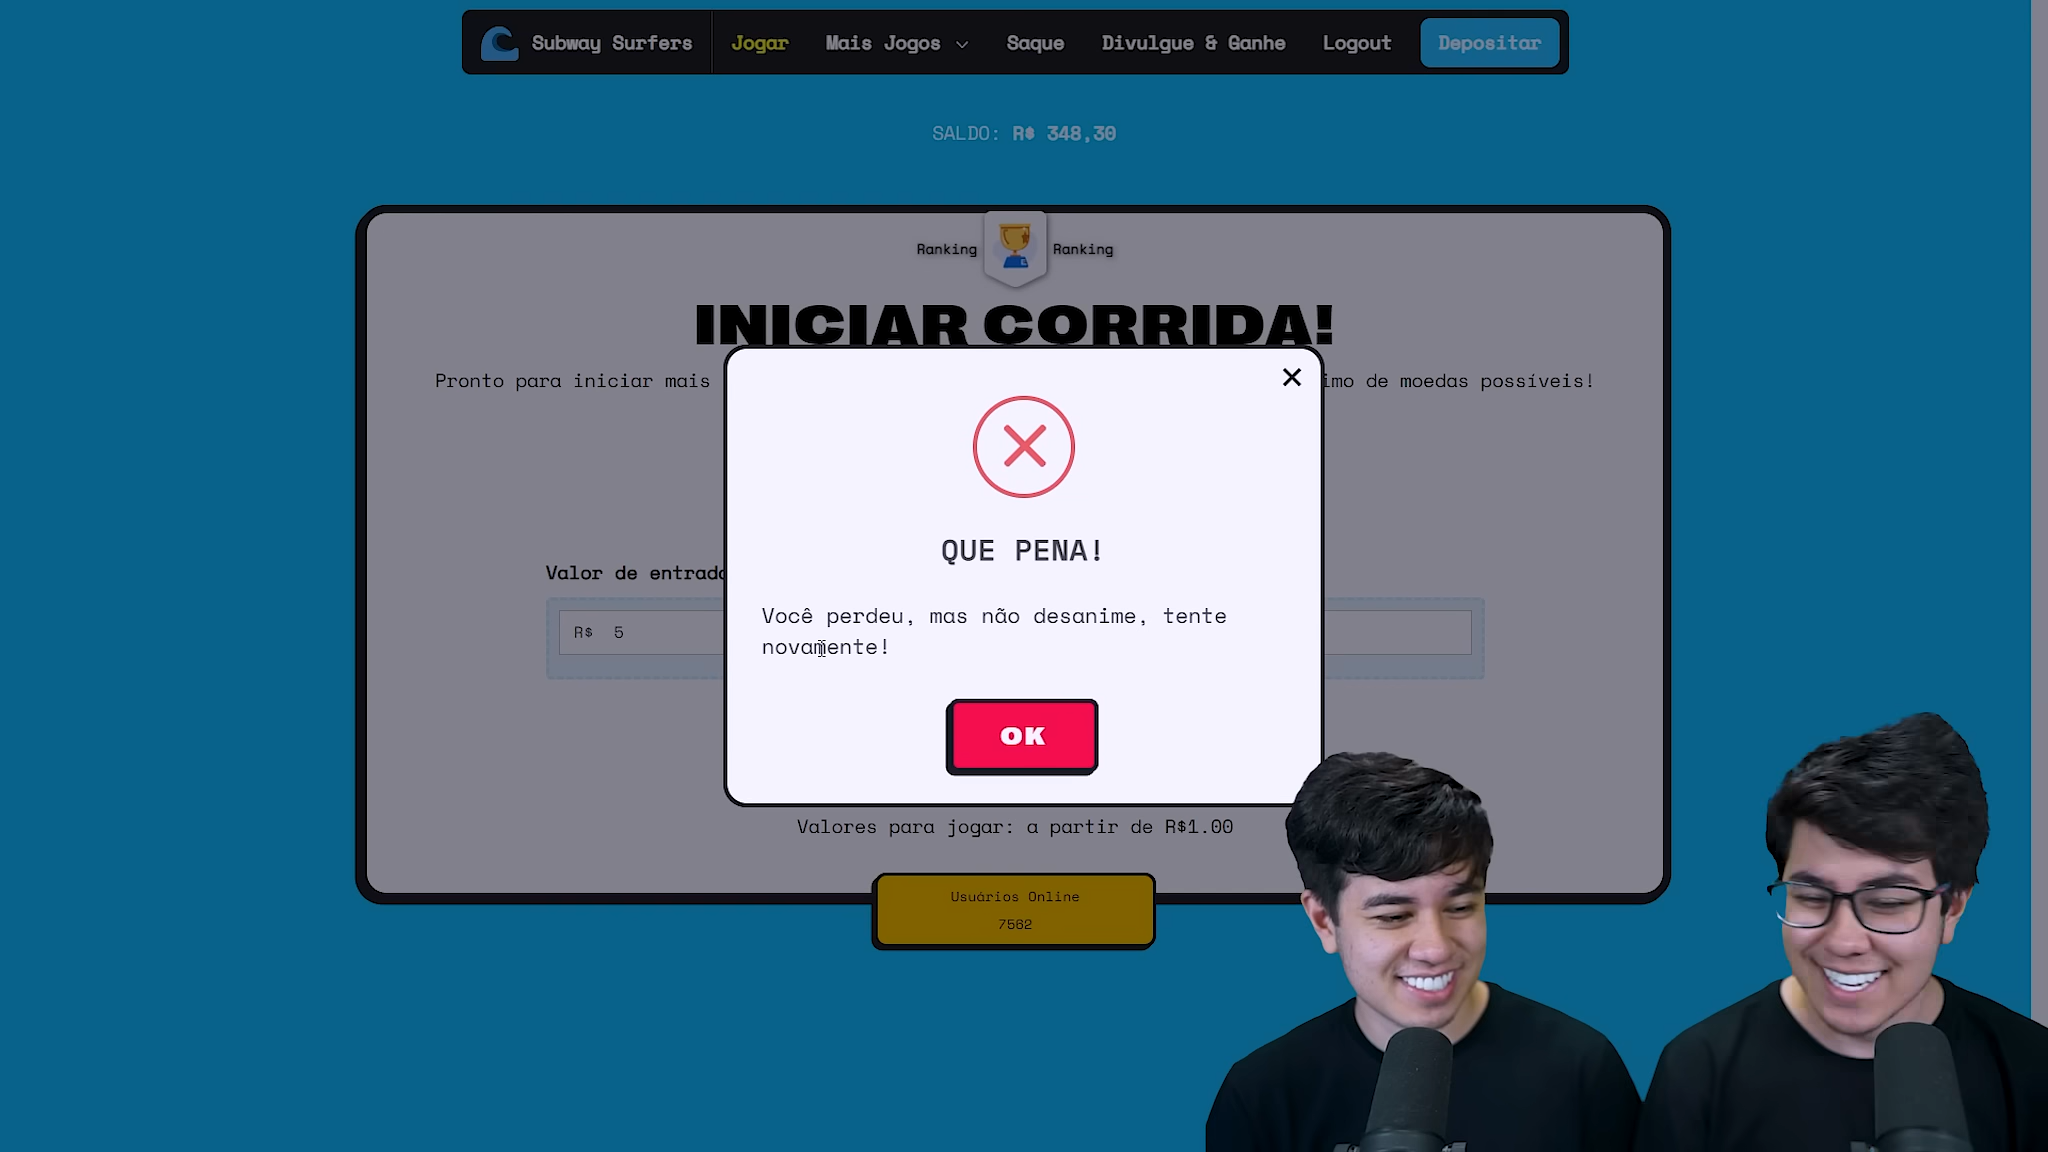 Subway Surfers Jogar Mais Jogos Saque Divulgue & Ganhe Logout Depositar
SALDO: R$ 348,30
Ranking Ranking
INICIAR CORRIDA!
Pronto para iniciar mais imo de moedas possíveis!
QUE PENA!
Valor de entrada
Você perdeu, mas não desanime, tente
novamente!
R$ 5
OK
Valores para jogar: a partir de R$1.00
Usuários Online
7562